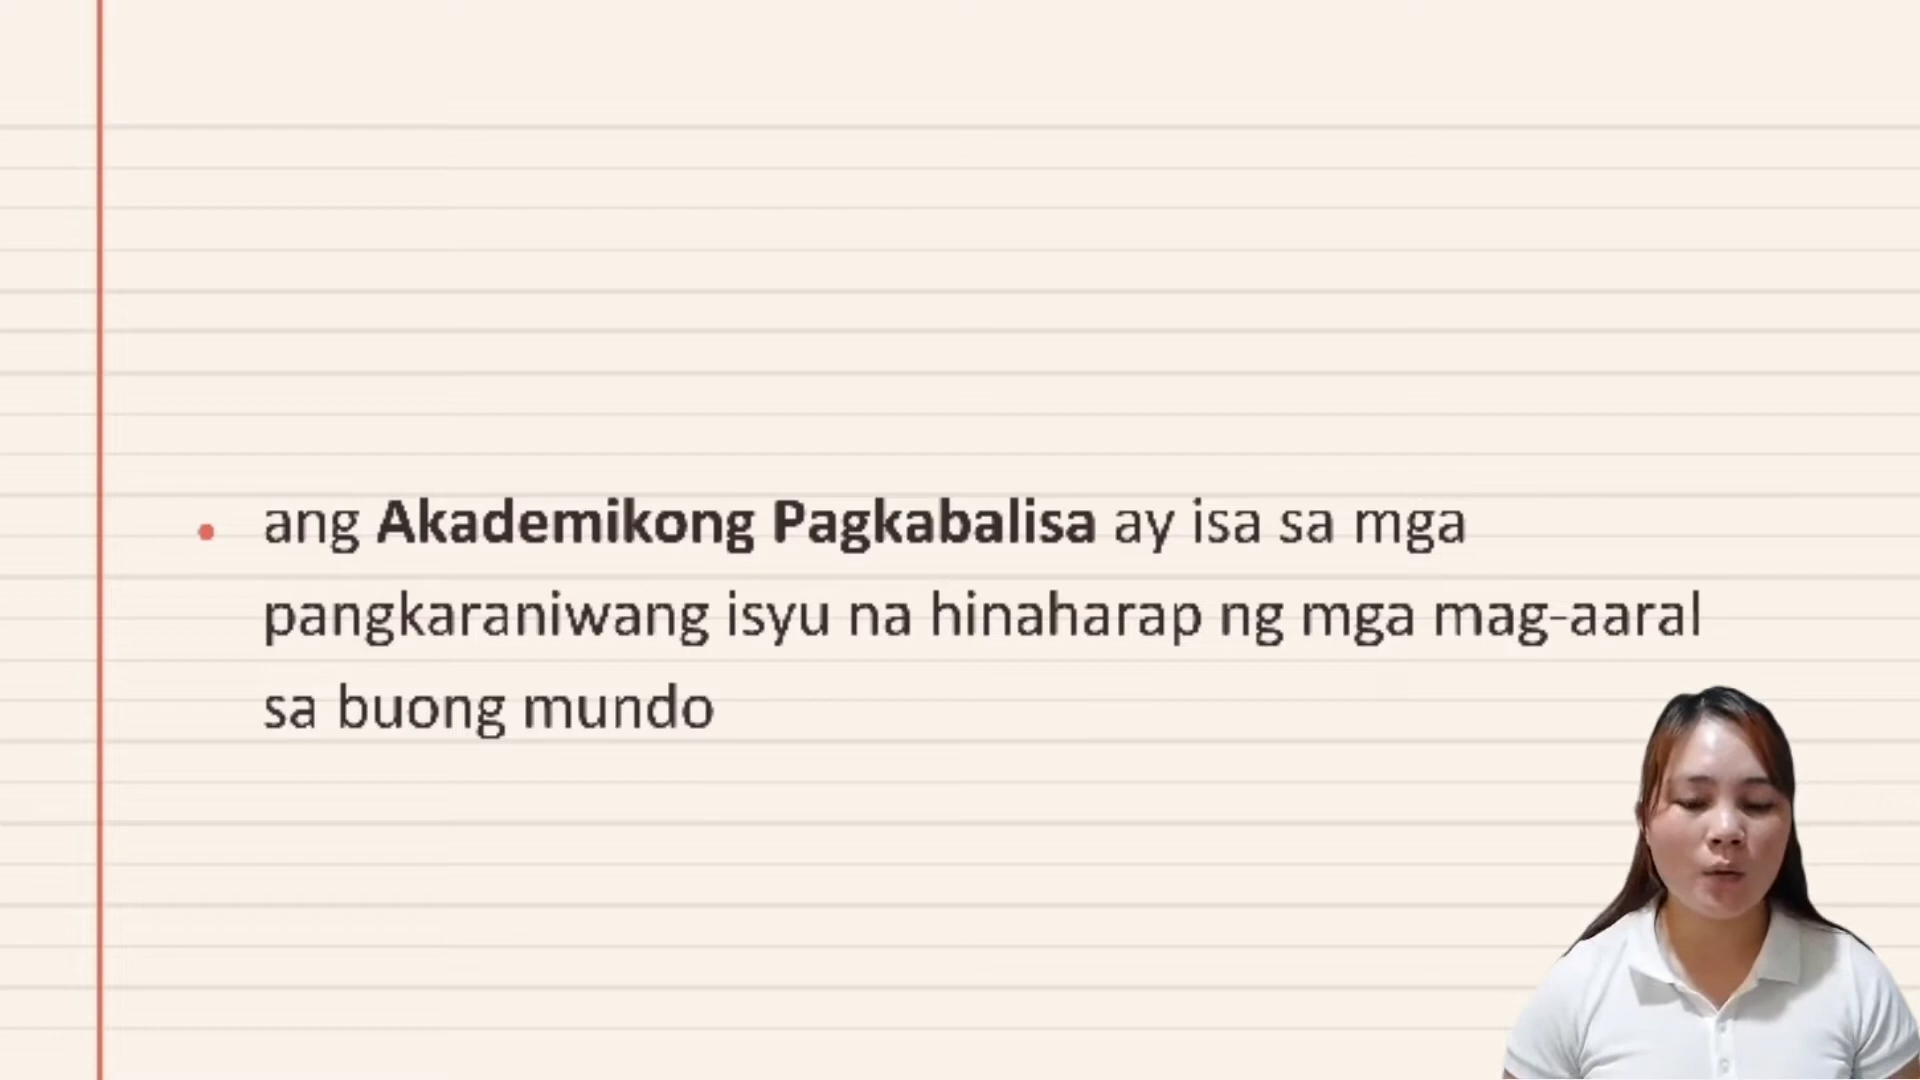 ang Akademikong Pagkabalisa ay isa sa mga
pangkaraniwang isyu na hinaharap ng mga mag-aaral
sa buong mundo